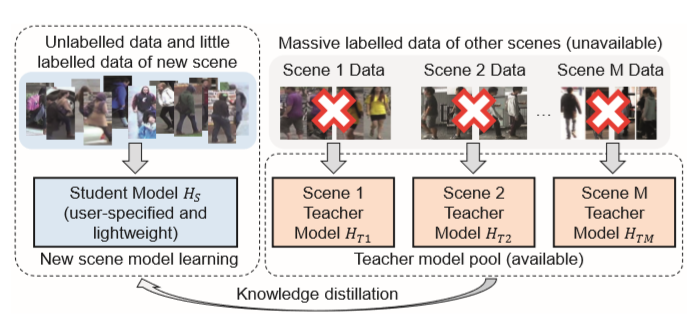 Unlabelled data and little
labelled data of new scene
Massive labelled data of other scenes (unavailable)
Scene 1 Data
Scene 2 Data
Scene M Data
...
Student Model H_S
(user-specified and
lightweight)
Scene 1
Teacher
Model H_T1
Scene 2
Teacher
Model H_T2
Scene M
Teacher
Model H_TM
New scene model learning
Teacher model pool (available)
Knowledge distillation